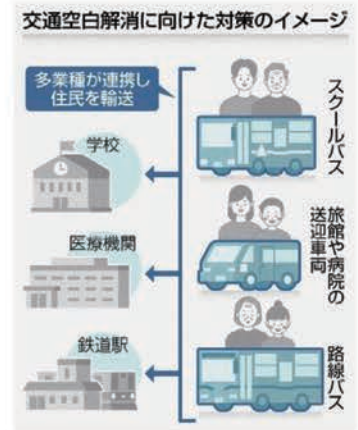 交通空白解消に向けた対策のイメージ
多業種が連携し
住民を輸送
学校
医療機関
鉄道駅
スクールバス
旅館や病院の
送迎車両
路線バス